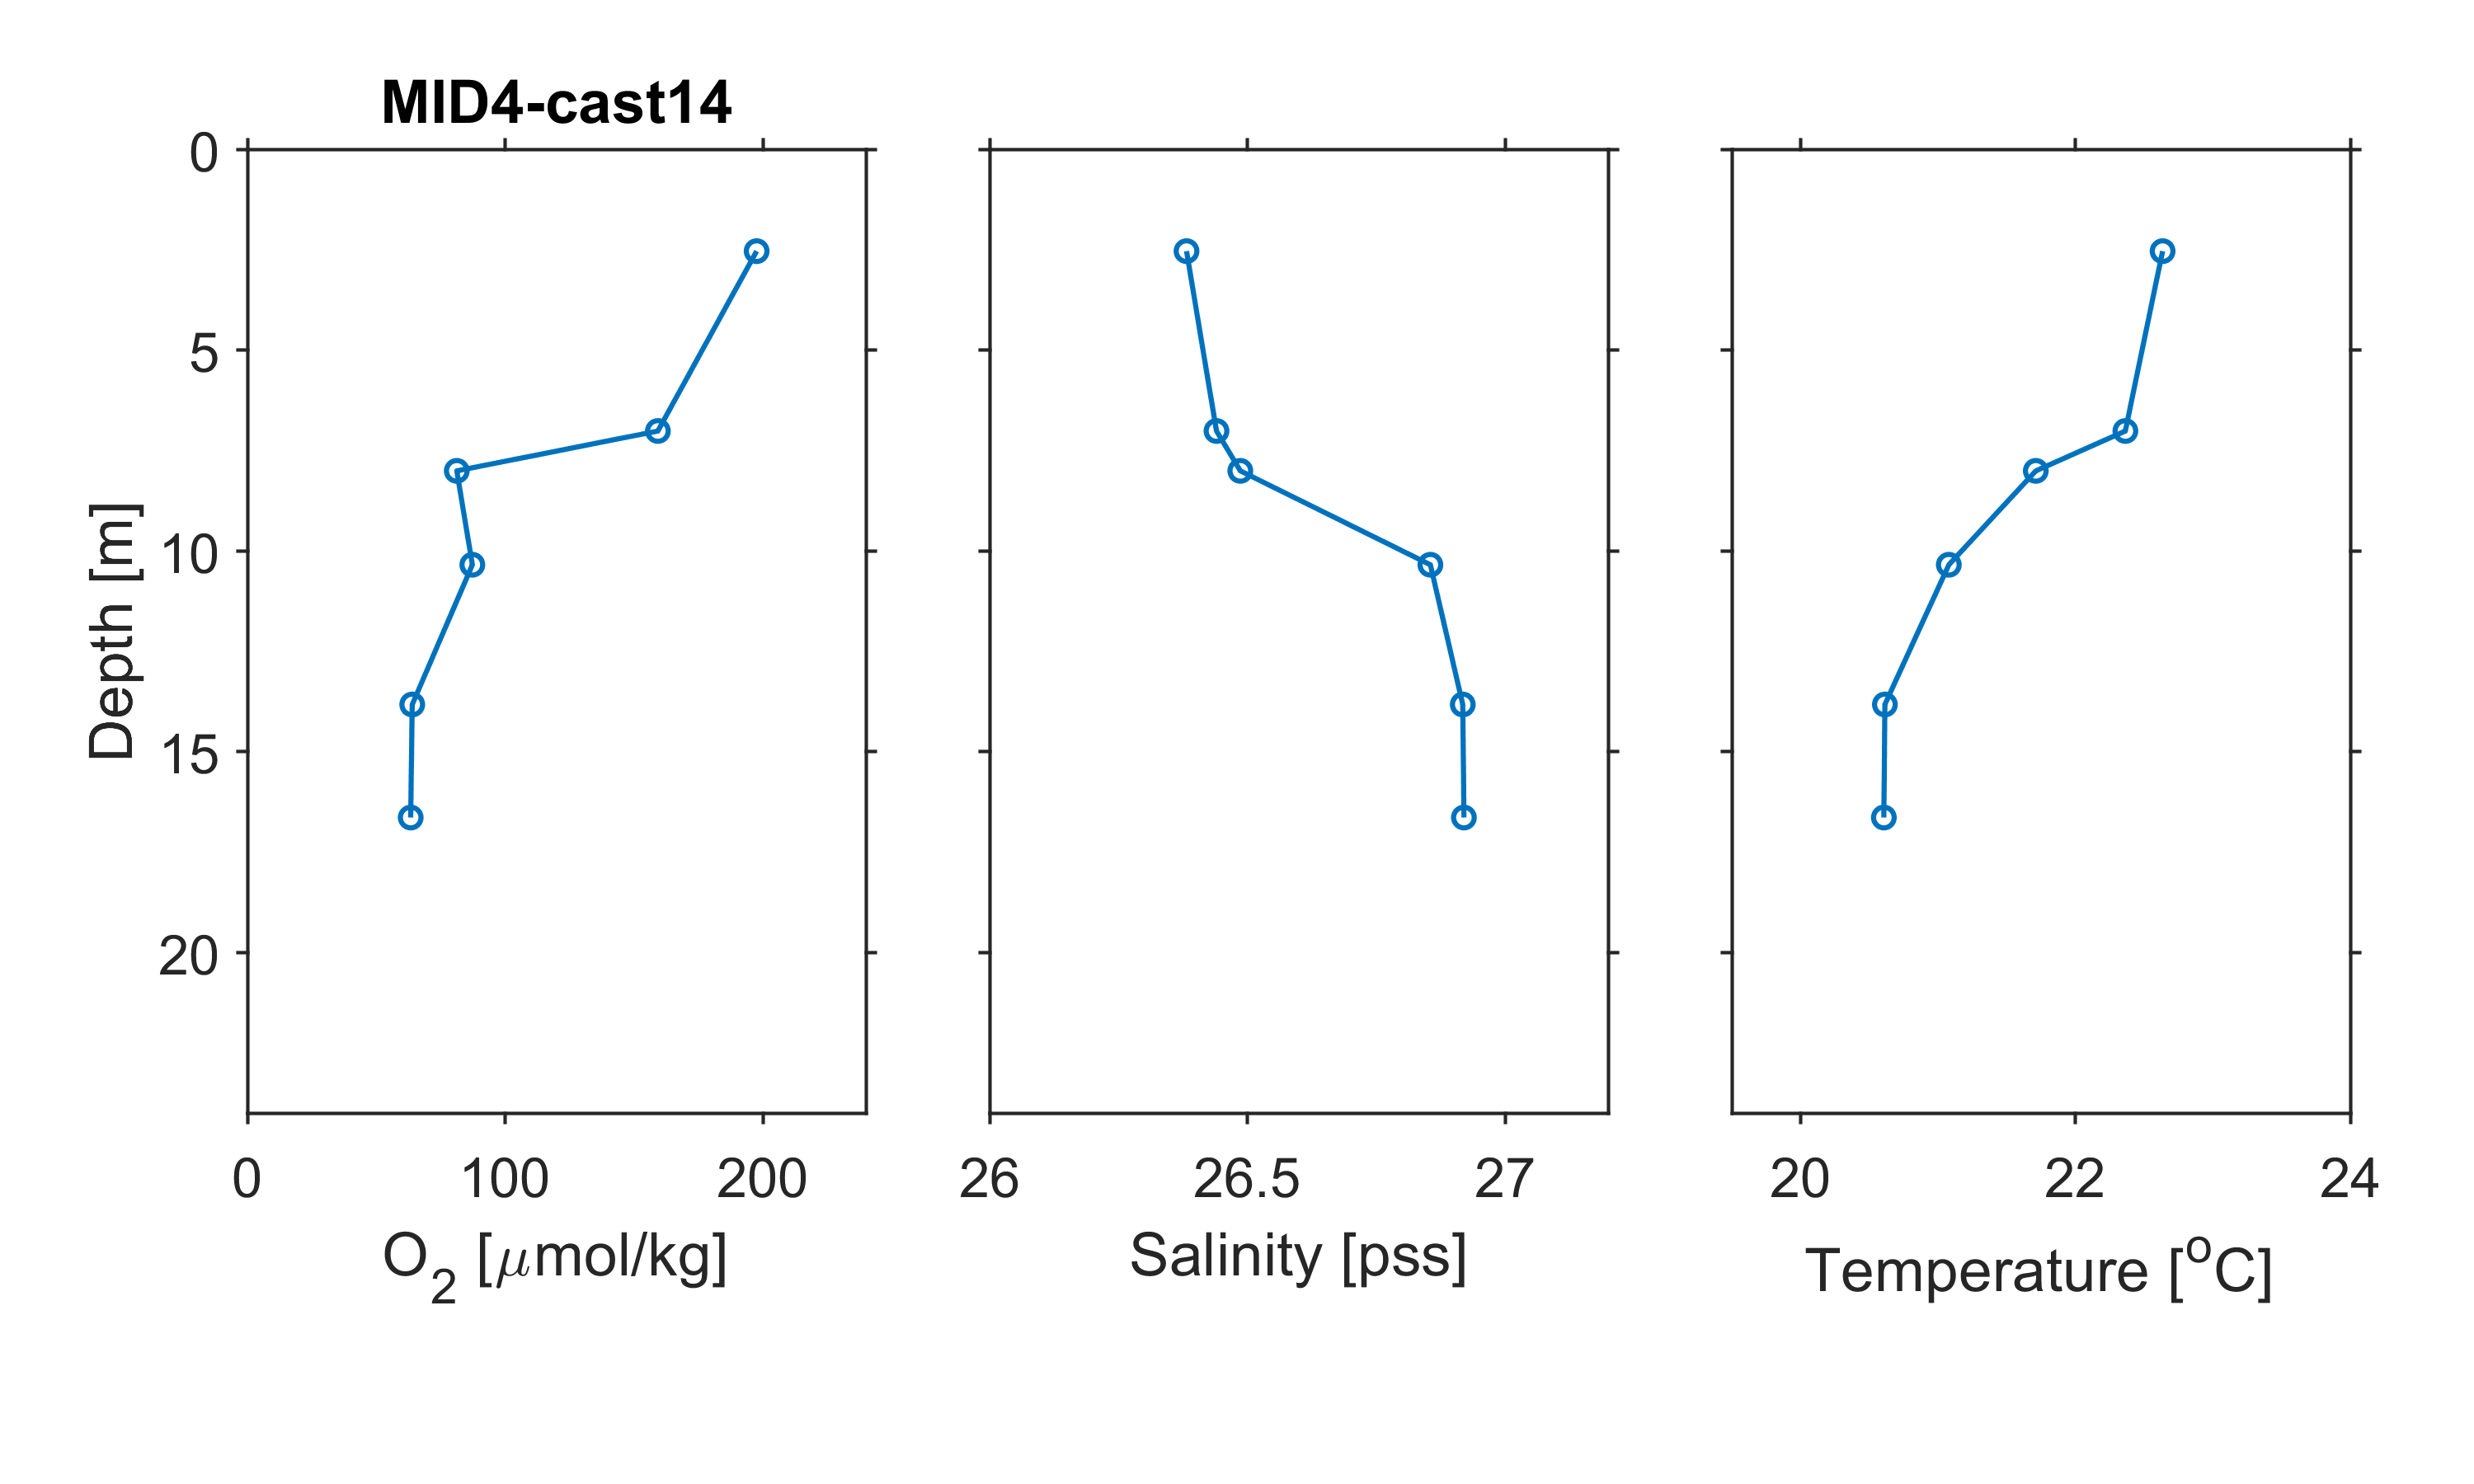 MID4-cast14
0
5
10
15
20
Depth [m]
0 100 200
O2 [μmol/kg]
26 26.5 27
Salinity [pss]
20 22 24
Temperature [oC]